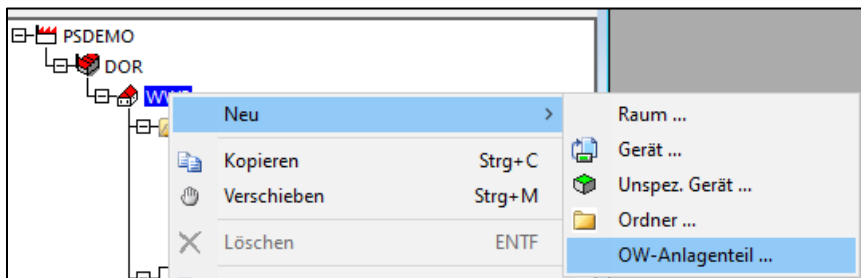 PSDEMO
DOR
Neu
Kopieren Strg+C
Verschieben Strg+M
Löschen ENTF
Raum ...
Gerät ...
Unspez. Gerät ...
Ordner ...
OW-Anlagenteil ...